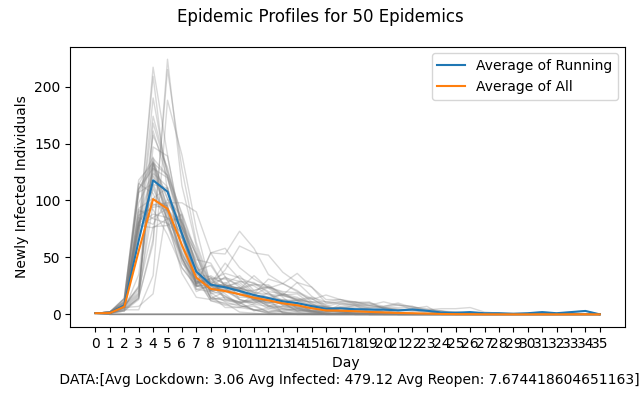 Epidemic Profiles for 50 Epidemics
Average of Running
Average of All
Newly Infected Individuals
200
150
100
50
0
0 1 2 3 4 5 6 7 8 9 10 11 12 13 14 15 16 17 18 19 20 21 22 23 24 25 26 27 28 29 30 31 32 33 34 35
Day
DATA:[Avg Lockdown: 3.06 Avg Infected: 479.12 Avg Reopen: 7.674418604651163]